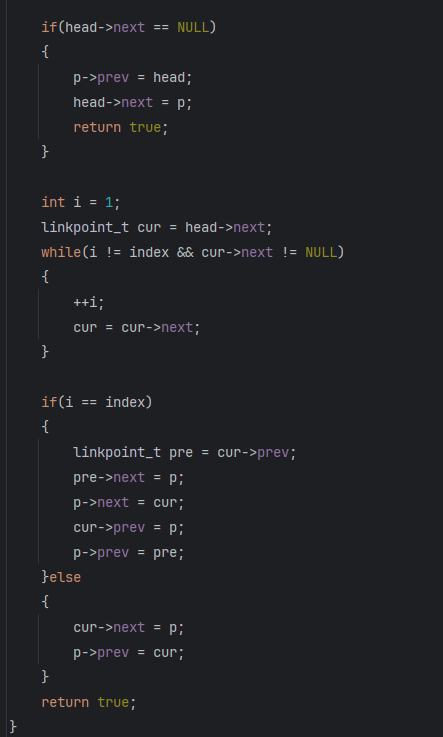 if(head->next == NULL)
{
p->prev = head;
head->next = p;
return true;
}
int i = 1;
linkpoint_t cur = head->next;
while(i != index && cur->next != NULL)
{
++i;
cur = cur->next;
}
if(i == index)
{
linkpoint_t pre = cur->prev;
pre->next = p;
p->next = cur;
cur->prev = p;
p->prev = pre;
}else
{
cur->next = p;
p->prev = cur;
}
return true;
}